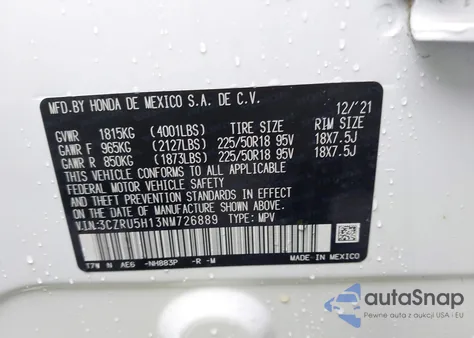 MFD.BY HONDA DE MEXICO S.A. DE C.V. 12/'21
GVWR 1815KG (4001LBS) TIRE SIZE RIM SIZE
GAWR F 965KG (2127LBS) 225/50R18 95V 18X7.5J
GAWR R 850KG (1873LBS) 225/50R18 95V 18X7.5J
THIS VEHICLE CONFORMS TO ALL APPLICABLE
FEDERAL MOTOR VEHICLE SAFETY, BUMPER, AND
THEFT PREVENTION STANDARDS IN EFFECT ON THE
DATE OF MANUFACTURE SHOWN ABOVE.
V.I.N:3CZRU5H13NM726889 TYPE: MPV
T7W N AE6 -NH883P -R -M
MADE IN MEXICO
autoSnap
Pewne auta z aukcji USA i EU